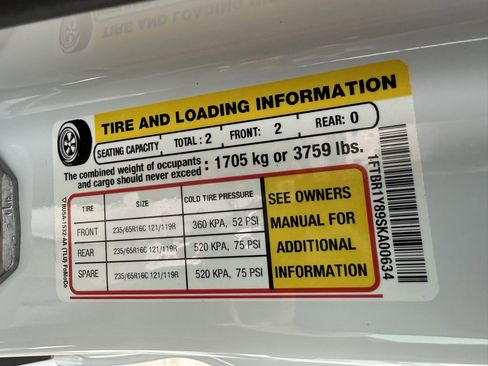 TIRE AND LOADING INFORMATION
SEATING CAPACITY TOTAL: 2 FRONT: 2 REAR: 0
The combined weight of occupants
and cargo should never exceed : 1705 kg or 3759 lbs.
TIRE SIZE COLD TIRE PRESSURE
FRONT 235/65R16C 121/119R 360 KPA, 52 PSI
REAR 235/65R16C 121/119R 520 KPA, 75 PSI
SPARE 235/65R16C 121/119R 520 KPA, 75 PSI
SEE OWNERS
MANUAL FOR
ADDITIONAL
INFORMATION
1FTBR1Y89SKA00634
(TLU) FoMoCo